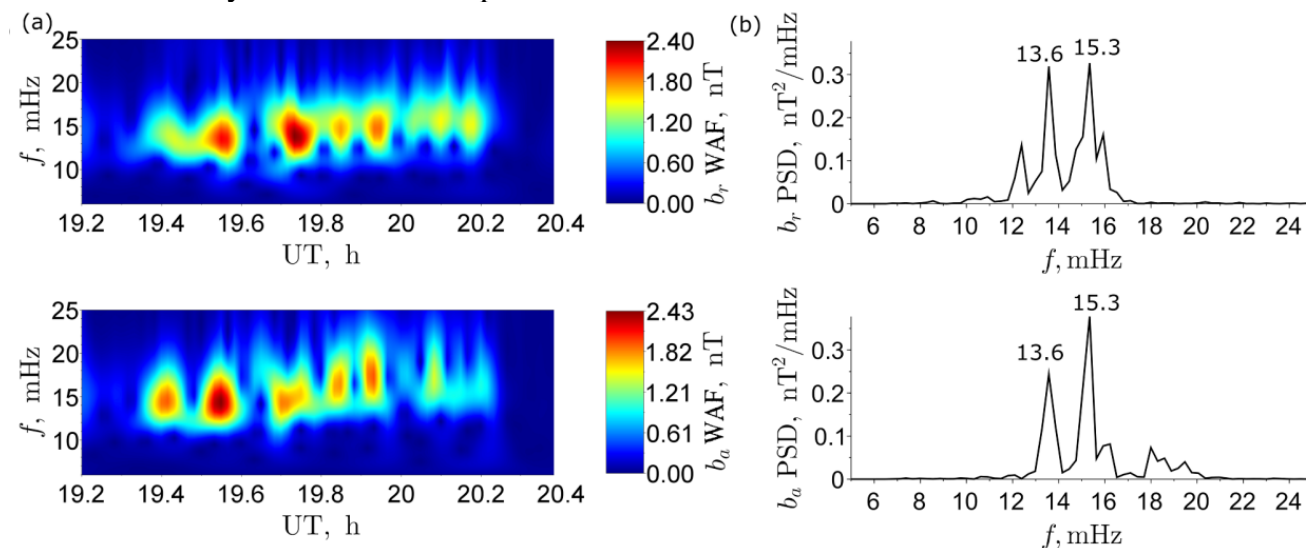 (a)
25
20
15
10
f, mHz
19.2 19.4 19.6 19.8 20 20.2 20.4
UT, h
2.40
1.80
1.20
0.60
0.00
b_r WAF, nT
(b)
13.6 15.3
0.3
0.2
0.1
0
b_r PSD, nT²/mHz
6 8 10 12 14 16 18 20 22 24
f, mHz
25
20
15
10
f, mHz
19.2 19.4 19.6 19.8 20 20.2 20.4
UT, h
2.43
1.82
1.21
0.61
0.00
b_a WAF, nT
15.3
13.6
0.3
0.2
0.1
0
b_a PSD, nT²/mHz
6 8 10 12 14 16 18 20 22 24
f, mHz